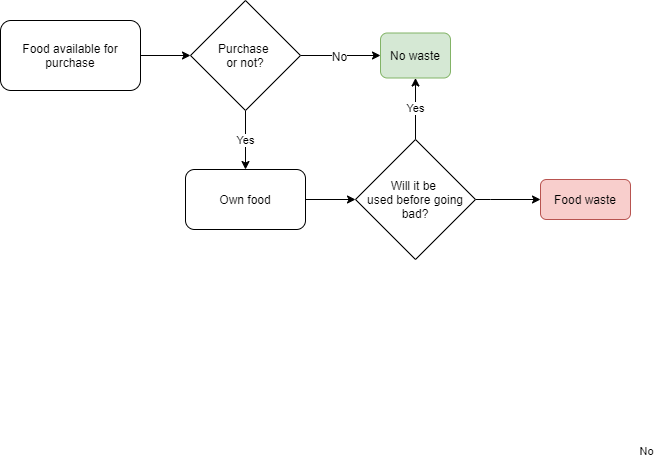 Food available for
purchase
Purchase
or not?
No
No waste
Yes
Yes
Own food
Will it be
used before going
bad?
Food waste
No